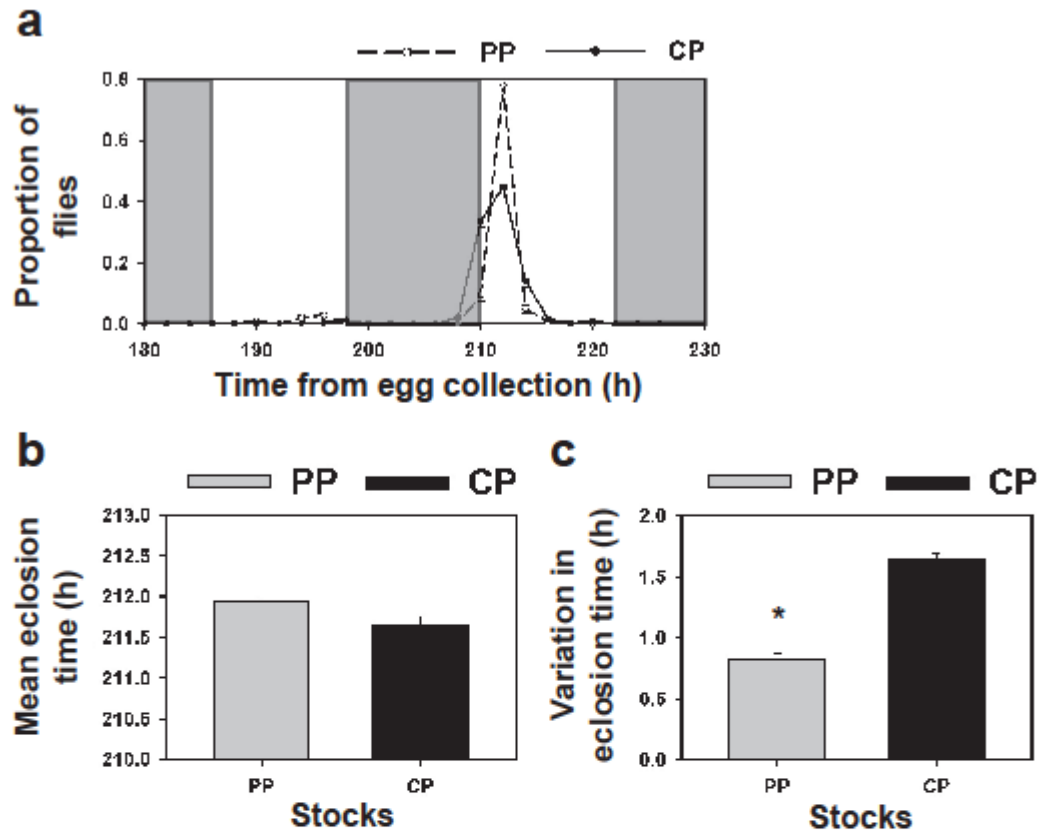 a
PP CP
0.8
0.6
0.4
0.2
0.0
Proportion of
flies
180 190 200 210 220 230
Time from egg collection (h)
b
PP CP
213.0
212.5
212.0
211.5
211.0
210.5
210.0
Mean eclosion
time (h)
PP CP
Stocks
c
PP CP
2.0
1.5
1.0
0.5
0.0
Variation in
eclosion time (h)
*
PP CP
Stocks